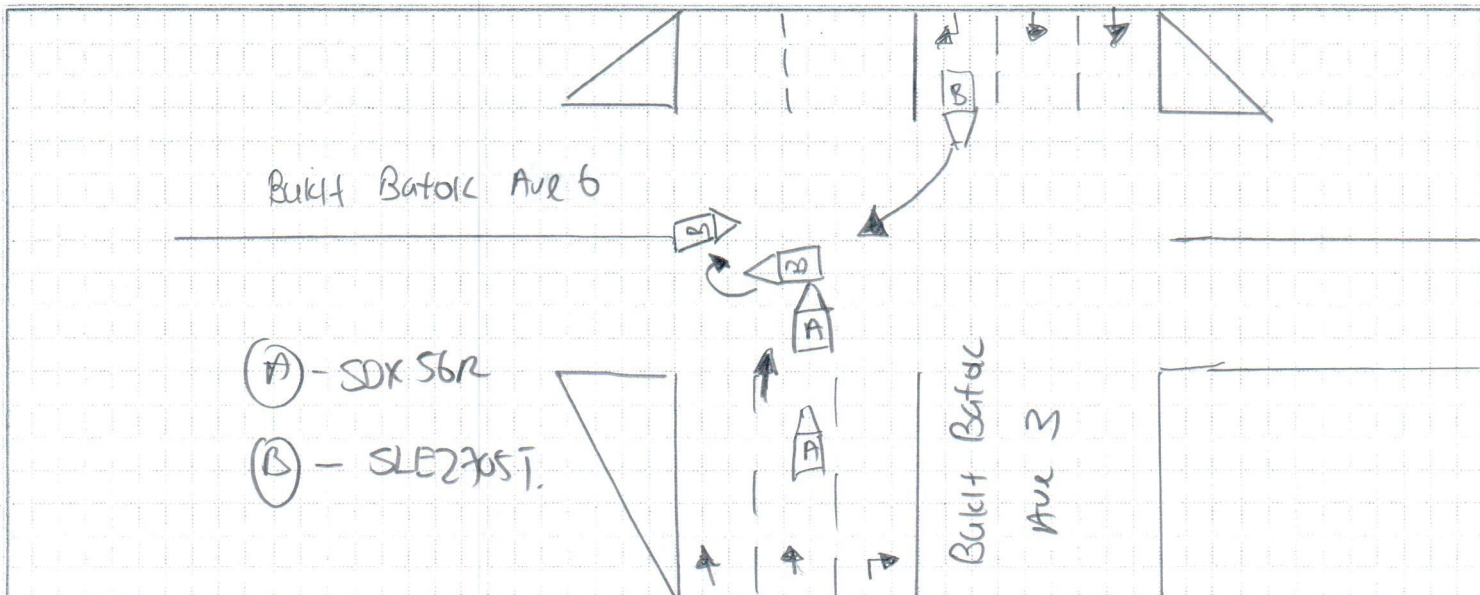 B
Bukit Batok Ave 6
B
B
A
A - SDX 56R
B - SLE2705T.
A
Bukit Batok
Ave 3